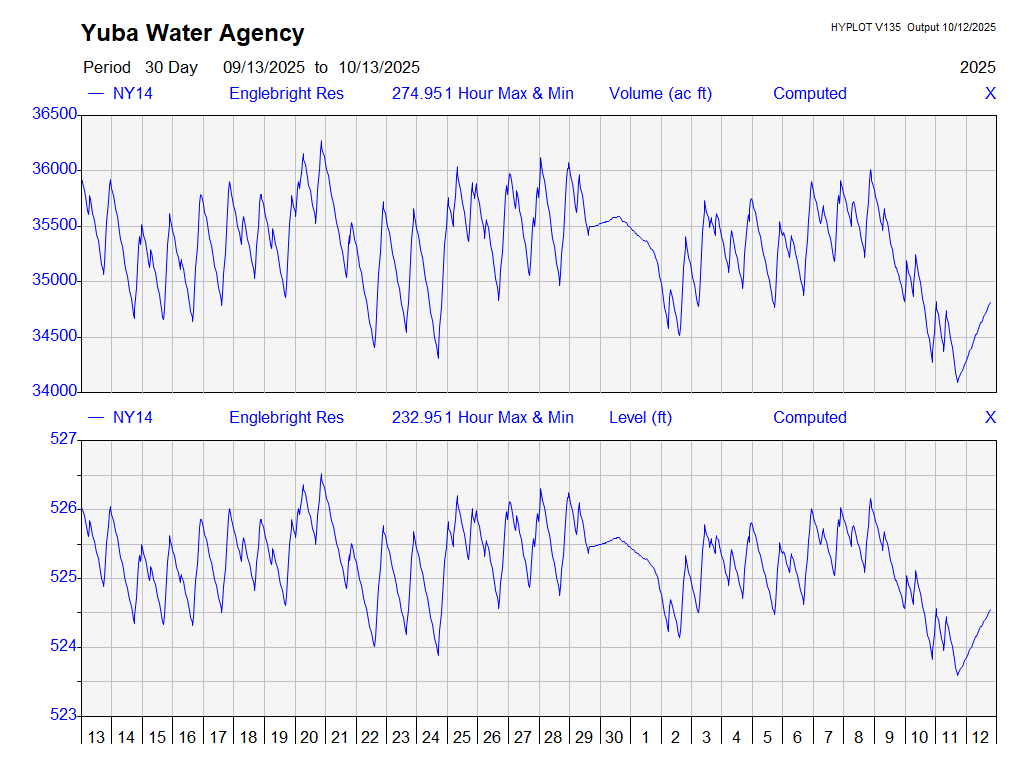 Yuba Water Agency
HYPLOT V135 Output 10/12/2025
Period 30 Day 09/13/2025 to 10/13/2025
2025
NY14 Englebright Res 274.95 1 Hour Max & Min Volume (ac ft) Computed X
36500
36000
35500
35000
34500
34000
NY14 Englebright Res 232.95 1 Hour Max & Min Level (ft) Computed X
527
526
525
524
523
13 14 15 16 17 18 19 20 21 22 23 24 25 26 27 28 29 30 1 2 3 4 5 6 7 8 9 10 11 12